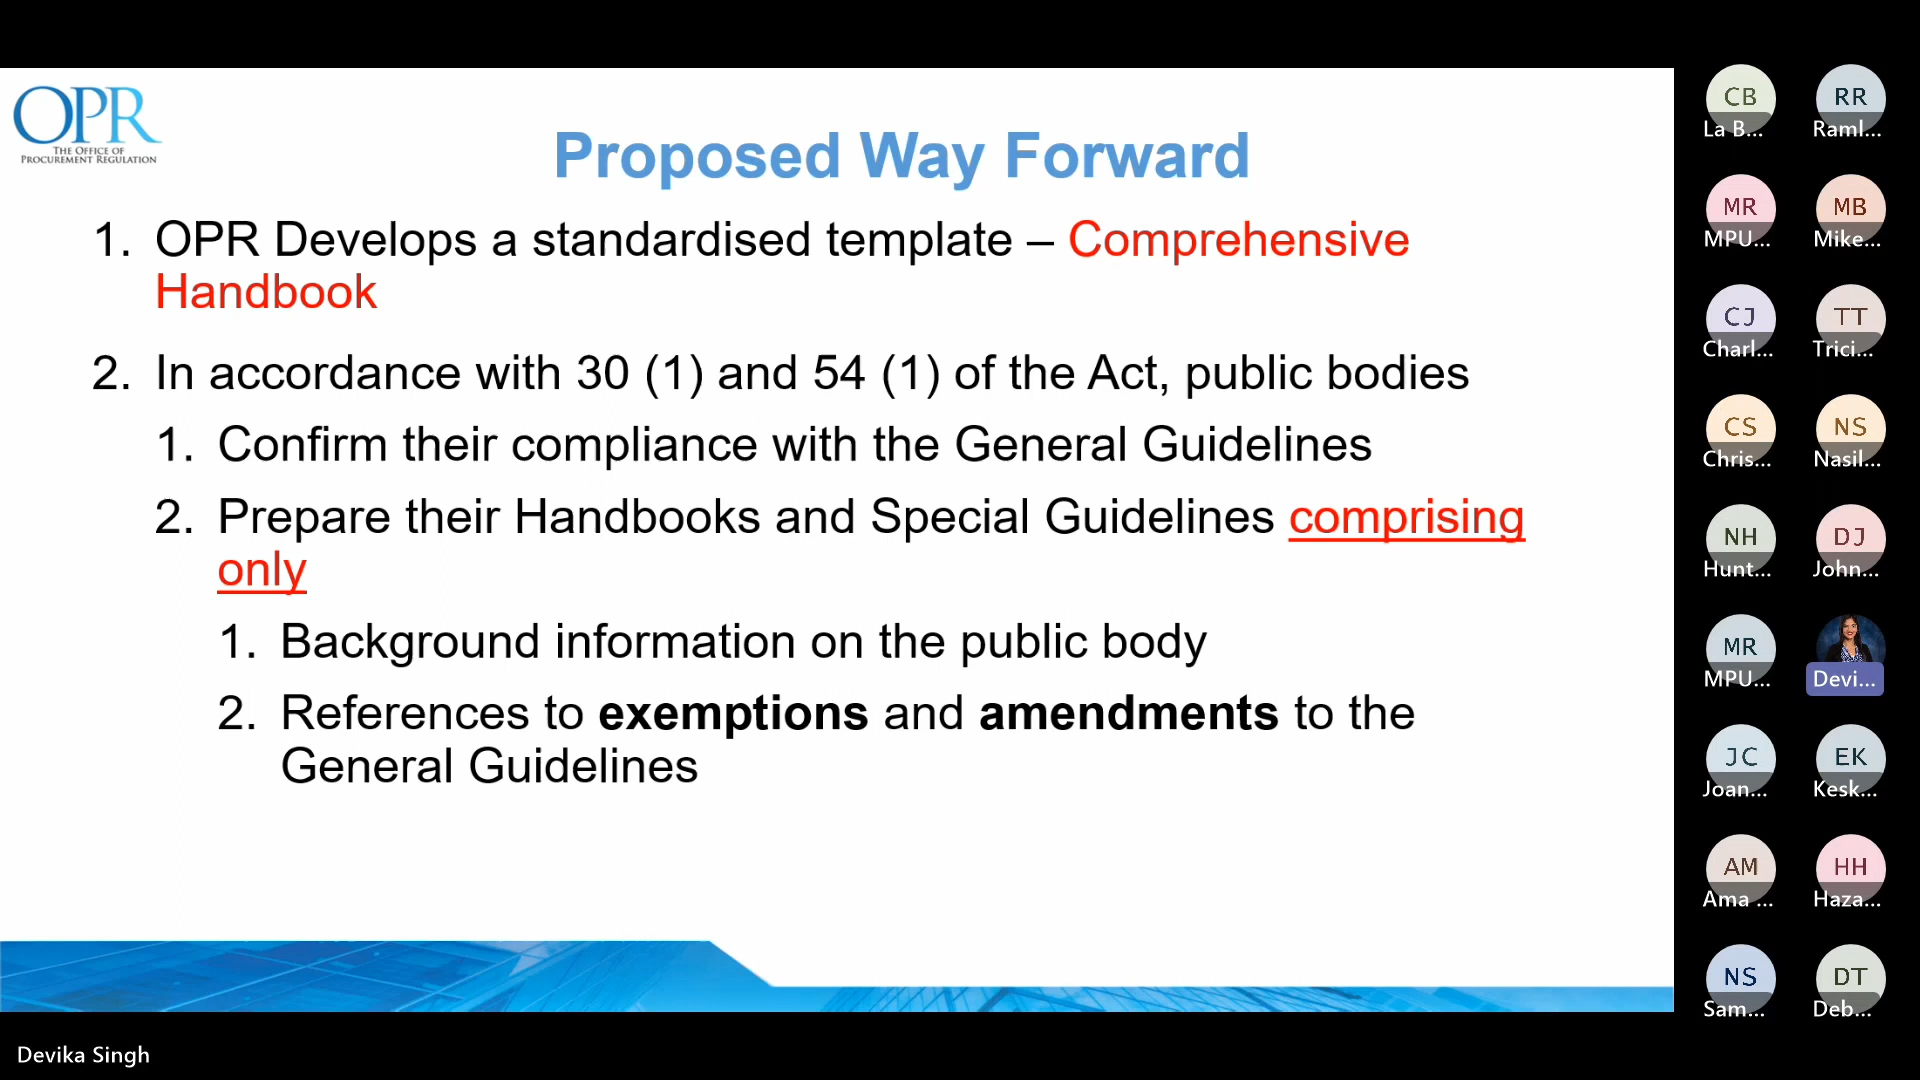 OPR
THE OFFICE OF
PROCUREMENT REGULATION
Proposed Way Forward
1. OPR Develops a standardised template – Comprehensive
Handbook
2. In accordance with 30 (1) and 54 (1) of the Act, public bodies
1. Confirm their compliance with the General Guidelines
2. Prepare their Handbooks and Special Guidelines comprising
only
1. Background information on the public body
2. References to exemptions and amendments to the
General Guidelines
CB RR
La B... Raml...
MR MB
MPU... Mike...
CJ TT
Charl... Trici...
CS NS
Chris... Nasil...
NH DJ
Hunt... John...
MR
MPU... Devi...
JC EK
Joan... Kesk...
AM HH
Ama ... Haza...
NS DT
Sam... Deb...
Devika Singh